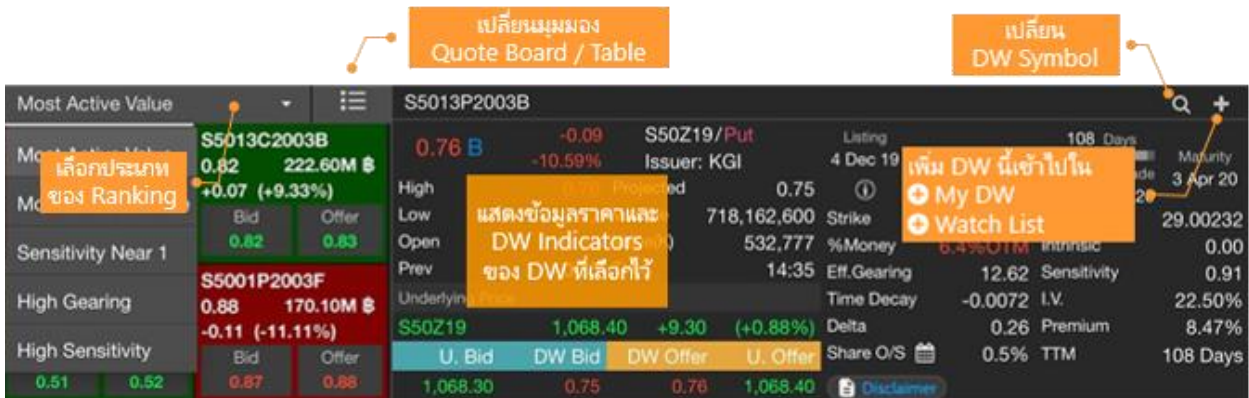 เปลี่ยนมุมมอง
Quote Board / Table
เปลี่ยน
DW Symbol
Most Active Value
S5013P2003B
Most Active Value
เลือกประเภท
ของ Ranking
Sensitivity Near 1
High Gearing
High Sensitivity
0.51 0.52
S5013C2003B
0.82 222.60M ฿
+0.07 (+9.33%)
Bid Offer
0.82 0.83
S5001P2003F
0.88 170.10M ฿
-0.11 (-11.11%)
Bid Offer
0.87 0.88
0.76 B -0.09 S50Z19/Put
-10.59% Issuer: KGI
High Projected 0.75
Low 718,162,600
Open 532,777
Prev 14:35
แสดงข้อมูลราคาและ
DW Indicators
ของ DW ที่เลือกไว้
Underlying Price
S50Z19 1,068.40 +9.30 (+0.88%)
U. Bid DW Bid DW Offer U. Offer
1,068.30 0.75 0.76 1,068.40
Listing 108 Days Maturity
4 Dec 19 3 Apr 20
เพิ่ม DW นี้เข้าไปใน
My DW
Watch List
Strike 29.00232
%Money 6.4%OTM Intrinsic 0.00
Eff.Gearing 12.62 Sensitivity 0.91
Time Decay -0.0072 I.V. 22.50%
Delta 0.26 Premium 8.47%
Share O/S 0.5% TTM 108 Days
Disclaimer